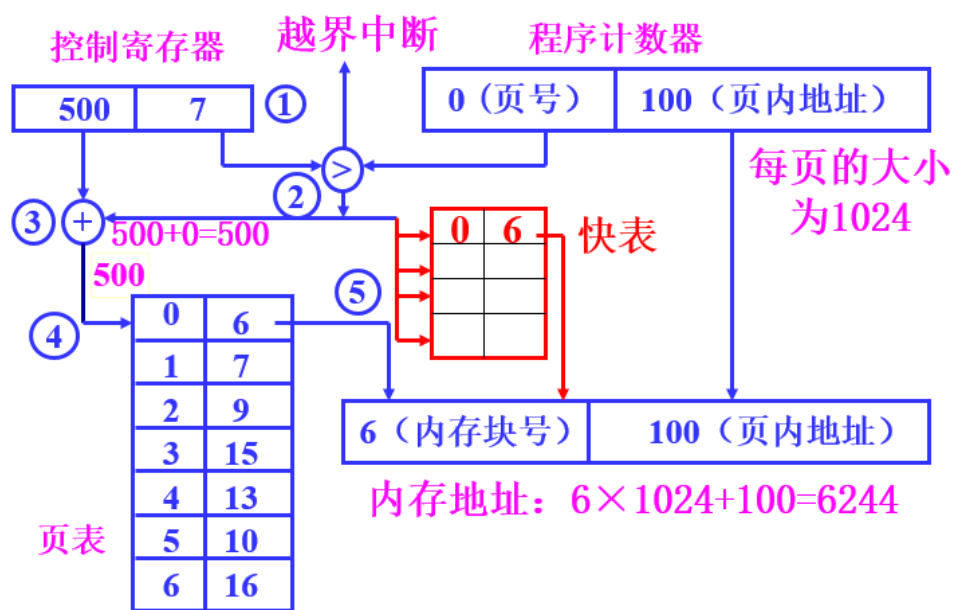 越界中断
控制寄存器
程序计数器
500 7
①
0 (页号） 100（页内地址）
>
②
每页的大小
为1024
③
+
500+0=500
0 6
快表
500
⑤
④
0 6
1 7
2 9
3 15
4 13
5 10
6 16
6（内存块号） 100（页内地址）
内存地址：6×1024+100=6244
页表